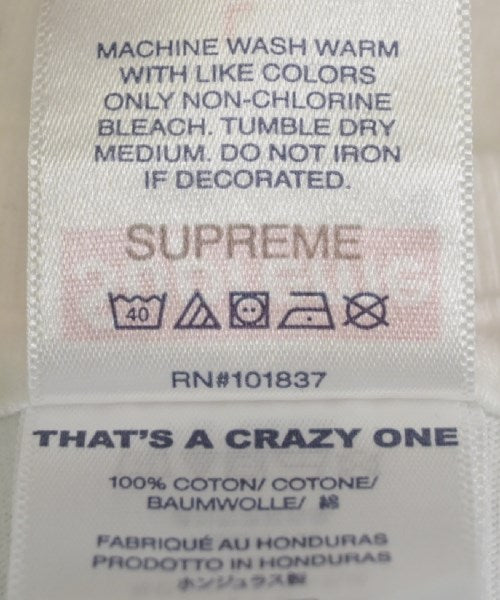 MACHINE WASH WARM
WITH LIKE COLORS
ONLY NON-CHLORINE
BLEACH. TUMBLE DRY
MEDIUM. DO NOT IRON
IF DECORATED.
SUPREME
40
RN#101837
THAT'S A CRAZY ONE
100% COTON/ COTONE/
BAUMWOLLE/ 綿
FABRIQUÉ AU HONDURAS
PRODOTTO IN HONDURAS
ホンジュラス製